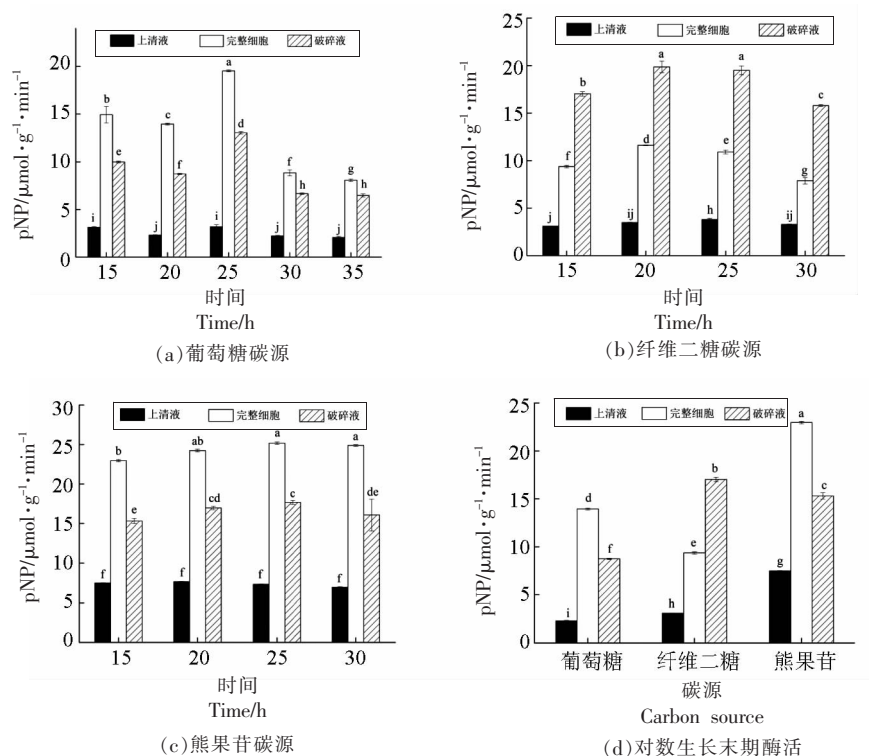 上清液 完整细胞 破碎液
20
15
10
5
0
pNP/μmol·g⁻¹·min⁻¹
b
e
i
c
f
j
a
d
i
f
h
j
g
h
j
15 20 25 30 35
时间
Time/h
(a)葡萄糖碳源
上清液 完整细胞 破碎液
25
20
15
10
5
0
pNP/μmol·g⁻¹·min⁻¹
b
f
j
a
d
ij
a
e
h
c
g
ij
15 20 25 30
时间
Time/h
(b)纤维二糖碳源
上清液 完整细胞 破碎液
30
25
20
15
10
5
0
pNP/μmol·g⁻¹·min⁻¹
b
e
f
ab
cd
f
a
c
f
a
de
f
15 20 25 30
时间
Time/h
(c)熊果苷碳源
上清液 完整细胞 破碎液
25
20
15
10
5
0
pNP/μmol·g⁻¹·min⁻¹
d
f
i
b
e
h
a
c
g
葡萄糖 纤维二糖 熊果苷
碳源
Carbon source
(d)对数生长末期酶活